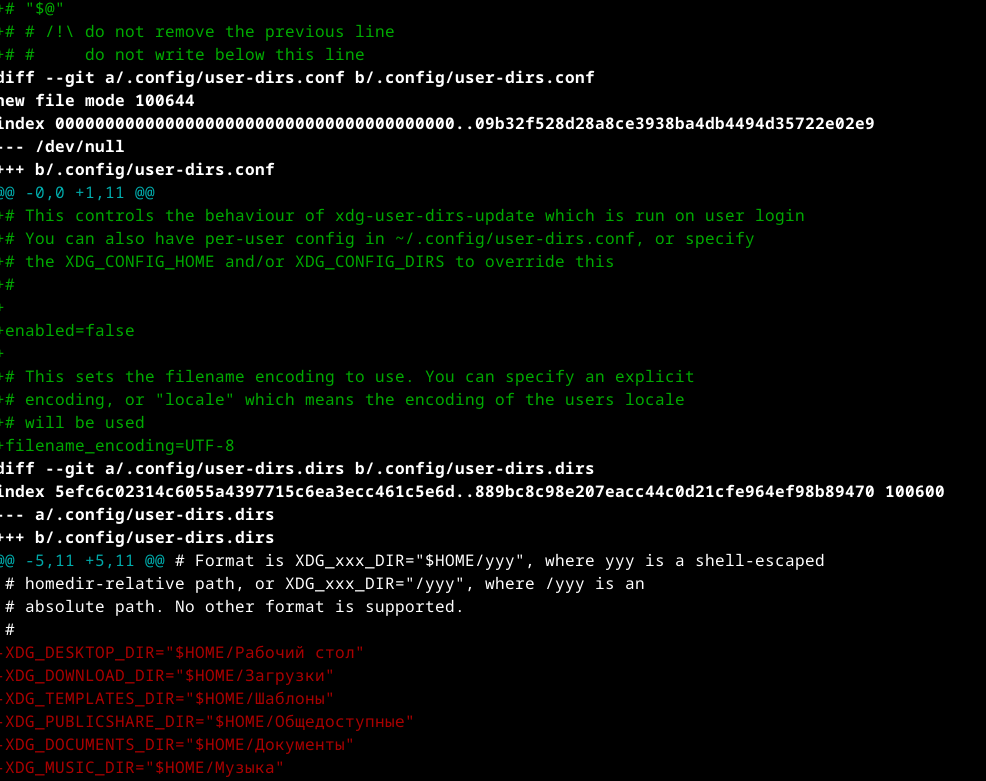 +# "$@"
+# # /!\ do not remove the previous line
+# #     do not write below this line
diff --git a/.config/user-dirs.conf b/.config/user-dirs.conf
new file mode 100644
index 0000000000000000000000000000000000000000..09b32f528d28a8ce3938ba4db4494d35722e02e9
--- /dev/null
+++ b/.config/user-dirs.conf
@@ -0,0 +1,11 @@
+# This controls the behaviour of xdg-user-dirs-update which is run on user login
+# You can also have per-user config in ~/.config/user-dirs.conf, or specify
+# the XDG_CONFIG_HOME and/or XDG_CONFIG_DIRS to override this
+#
+
+enabled=false
+
+# This sets the filename encoding to use. You can specify an explicit
+# encoding, or "locale" which means the encoding of the users locale
+# will be used
+filename_encoding=UTF-8
diff --git a/.config/user-dirs.dirs b/.config/user-dirs.dirs
index 5efc6c02314c6055a4397715c6ea3ecc461c5e6d..889bc8c98e207eacc44c0d21cfe964ef98b89470 100600
--- a/.config/user-dirs.dirs
+++ b/.config/user-dirs.dirs
@@ -5,11 +5,11 @@ # Format is XDG_xxx_DIR="$HOME/yyy", where yyy is a shell-escaped
 # homedir-relative path, or XDG_xxx_DIR="/yyy", where /yyy is an
 # absolute path. No other format is supported.
 #
-XDG_DESKTOP_DIR="$HOME/Рабочий стол"
-XDG_DOWNLOAD_DIR="$HOME/Загрузки"
-XDG_TEMPLATES_DIR="$HOME/Шаблоны"
-XDG_PUBLICSHARE_DIR="$HOME/Общедоступные"
-XDG_DOCUMENTS_DIR="$HOME/Документы"
-XDG_MUSIC_DIR="$HOME/Музыка"